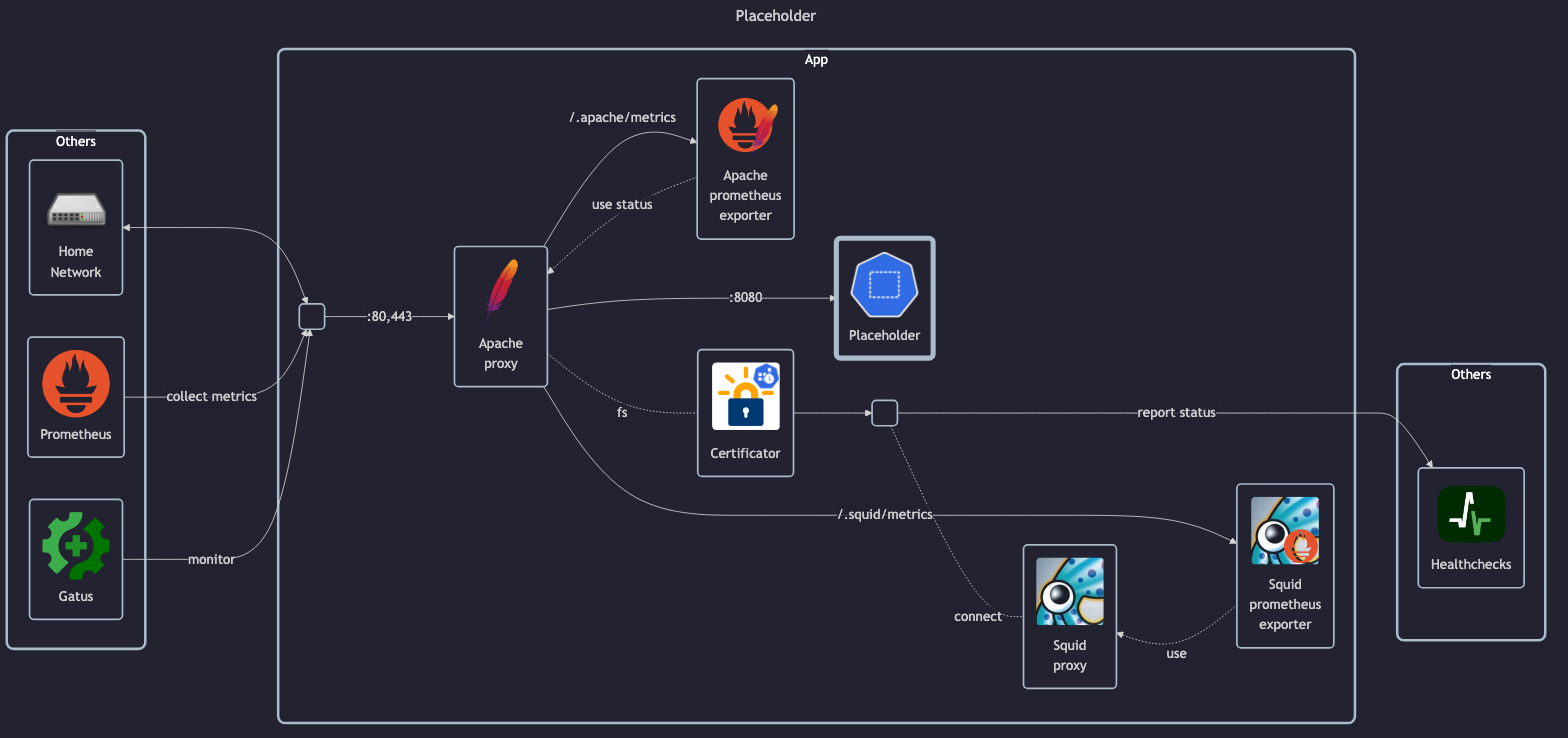 Placeholder
App
Others
Home
Network
Prometheus
Gatus
collect metrics
monitor
:80,443
Apache
proxy
/.apache/metrics
use status
Apache
prometheus
exporter
:8080
Placeholder
fs
Certificator
report status
/.squid/metrics
connect
Squid
proxy
use
Squid
prometheus
exporter
Others
Healthchecks